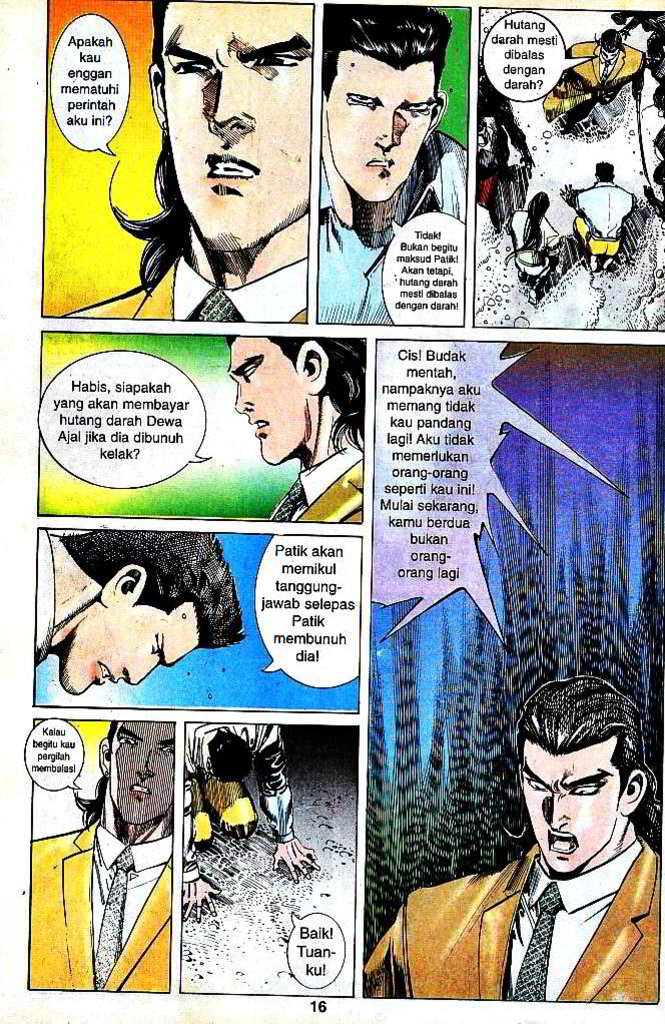 Apakah
kau
enggan
mematuhi
perintah
aku ini?
Tidak!
Bukan begitu
maksud Patik!
Akan tetapi,
hutang darah
mesti dibalas
dengan darah!
Hutang
darah mesti
dibalas
dengan
darah?
Habis, siapakah
yang akan membayar
hutang darah Dewa
Ajal jika dia dibunuh
kelak?
Cis! Budak
mentah,
nampaknya aku
memang tidak
kau pandang
lagi! Aku tidak
memerlukan
orang-orang
seperti kau ini!
Mulai sekarang,
kamu berdua
bukan
orang-
orang lagi
Patik akan
memikul
tanggung-
jawab selepas
Patik
membunuh
dia!
Kalau
begitu kau
pergilah
membalas!
Baik!
Tuan-
ku!
16